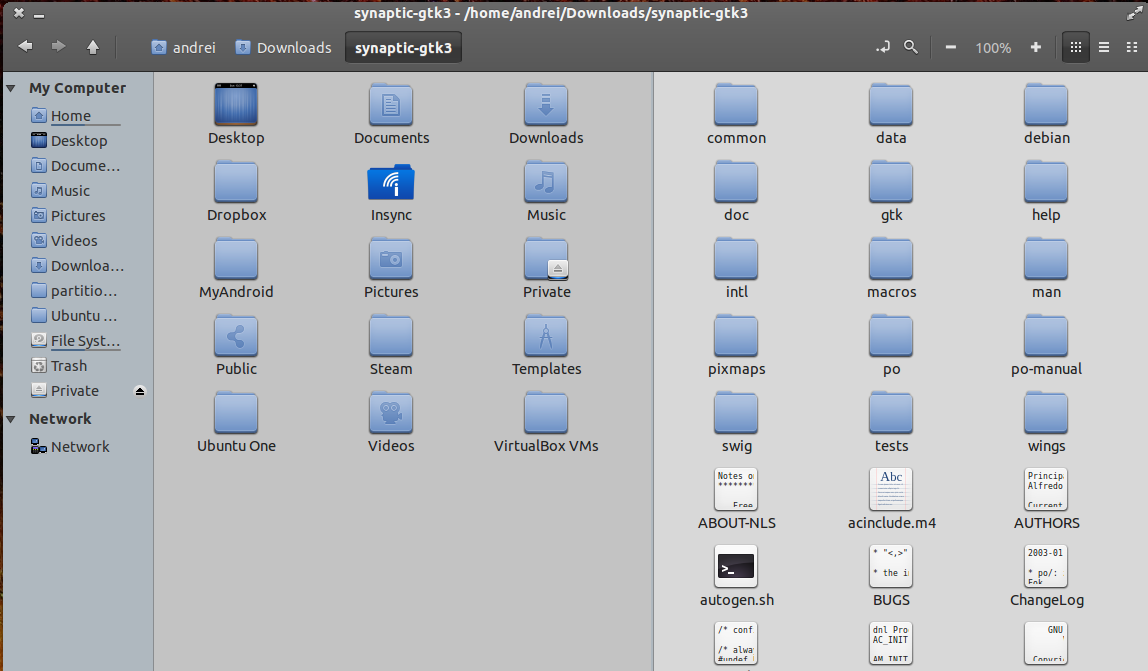 synaptic-gtk3 - /home/andrei/Downloads/synaptic-gtk3
andrei Downloads synaptic-gtk3 100%
My Computer
Home
Desktop
Docume...
Music
Pictures
Videos
Downloa...
partitio...
Ubuntu ...
File Syst...
Trash
Private
Network
Network
Desktop Documents Downloads
Dropbox Insync Music
MyAndroid Pictures Private
Public Steam Templates
Ubuntu One Videos VirtualBox VMs
common data debian
doc gtk help
intl macros man
pixmaps po po-manual
swig tests wings
Notes o
*******
Free
Abc
Princip
Alfredo
Current
ABOUT-NLS acinclude.m4 AUTHORS
>_
* "<,>"
* the i
2003-01
* po/:
autogen.sh BUGS ChangeLog
/* conf
/* alwa
#undef
dnl Pro
AC_INIT
AM_INIT
GNU
Copyri